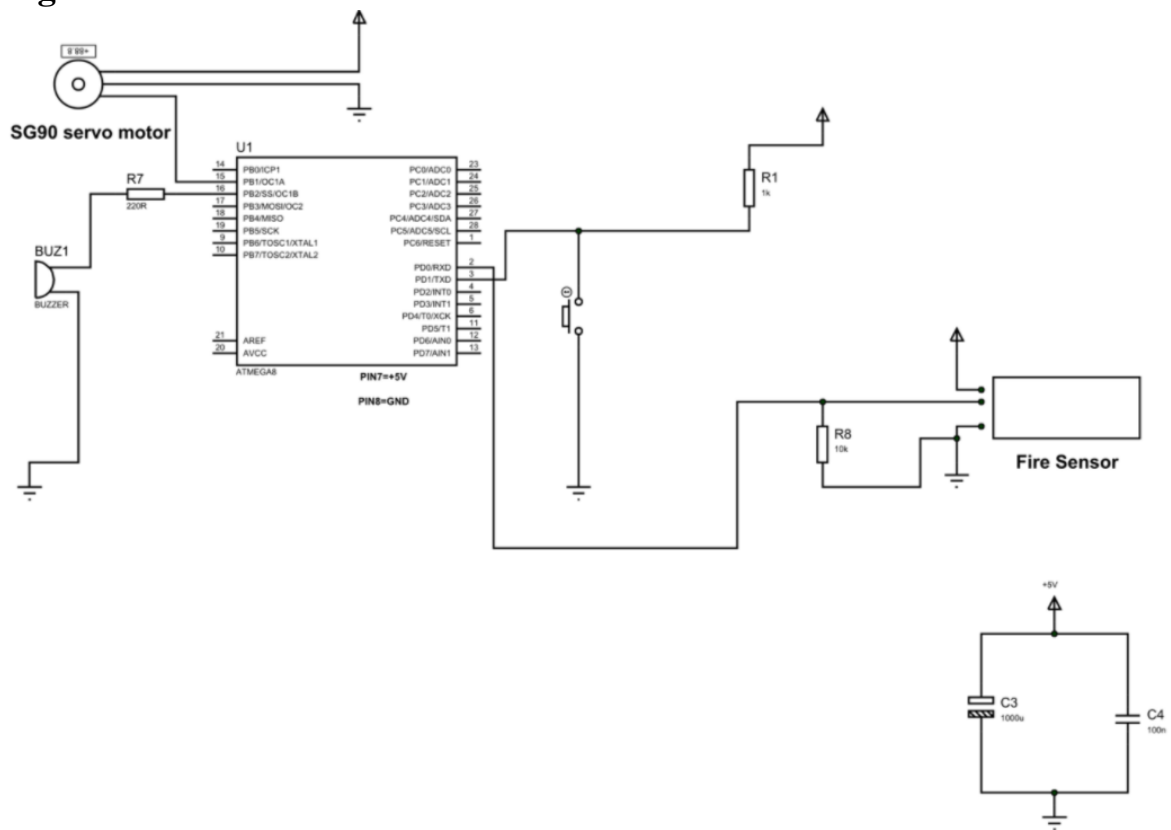 g
+88.8
SG90 servo motor
U1
14 PB0/ICP1
15 PB1/OC1A
16 PB2/SS/OC1B
17 PB3/MOSI/OC2
18 PB4/MISO
19 PB5/SCK
9 PB6/TOSC1/XTAL1
10 PB7/TOSC2/XTAL2
21 AREF
20 AVCC
PC0/ADC0 23
PC1/ADC1 24
PC2/ADC2 25
PC3/ADC3 26
PC4/ADC4/SDA 27
PC5/ADC5/SCL 28
PC6/RESET 1
PD0/RXD 2
PD1/TXD 3
PD2/INT0 4
PD3/INT1 5
PD4/T0/XCK 6
PD5/T1 11
PD6/AIN0 12
PD7/AIN1 13
ATMEGA8
PIN7=+5V
PIN8=GND
R7
220R
BUZ1
BUZZER
R1
1k
R8
10k
Fire Sensor
+5V
C3
1000u
C4
100n